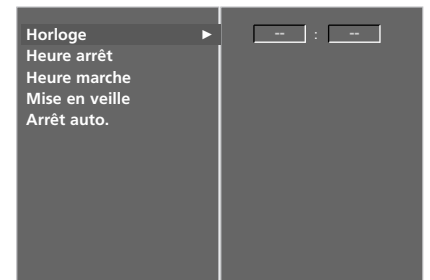 Horloge ► -- : --
Heure arrêt
Heure marche
Mise en veille
Arrêt auto.